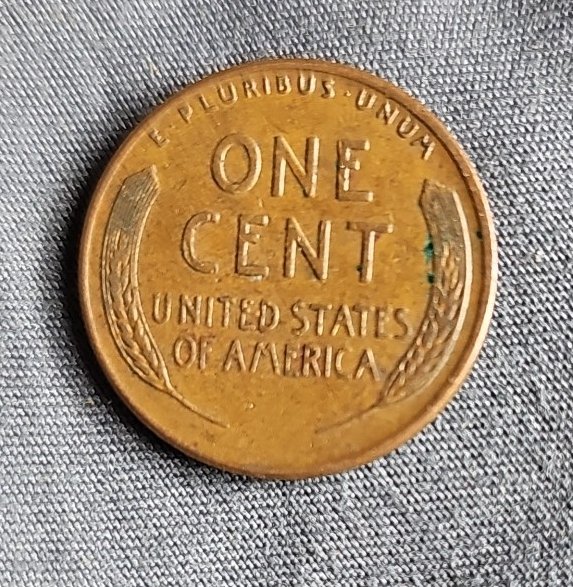 E·PLURIBUS·UNUM
ONE
CENT
UNITED·STATES
OF AMERICA